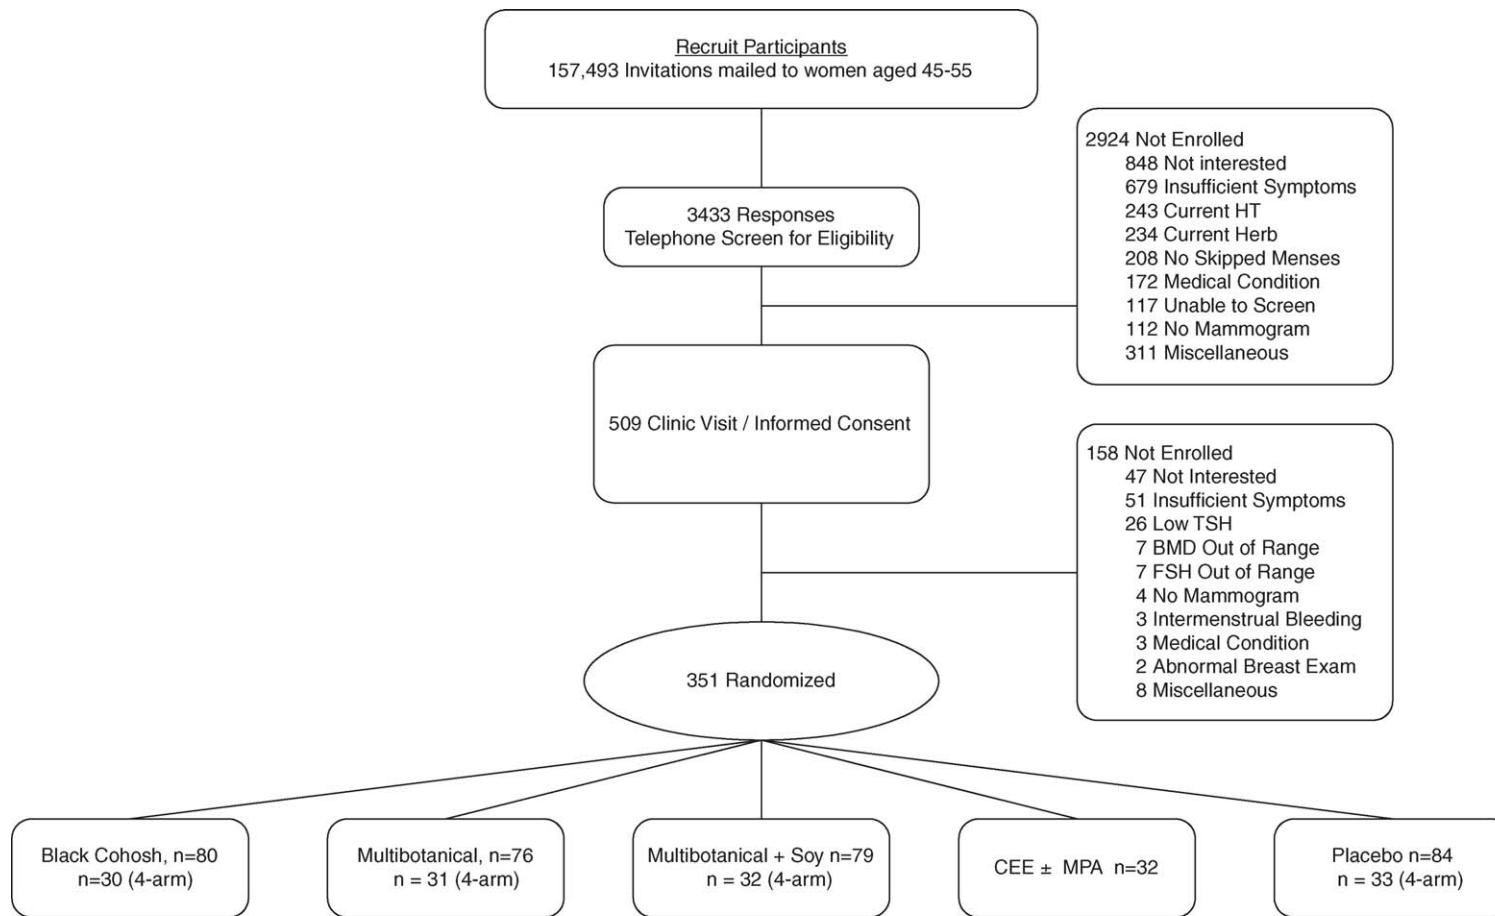 Recruit Participants
157,493 Invitations mailed to women aged 45-55
2924 Not Enrolled
848 Not interested
679 Insufficient Symptoms
243 Current HT
234 Current Herb
208 No Skipped Menses
172 Medical Condition
117 Unable to Screen
112 No Mammogram
311 Miscellaneous
3433 Responses
Telephone Screen for Eligibility
509 Clinic Visit / Informed Consent
158 Not Enrolled
47 Not Interested
51 Insufficient Symptoms
26 Low TSH
7 BMD Out of Range
7 FSH Out of Range
4 No Mammogram
3 Intermenstrual Bleeding
3 Medical Condition
2 Abnormal Breast Exam
8 Miscellaneous
351 Randomized
Black Cohosh, n=80
n=30 (4-arm)
Multibotanical, n=76
n = 31 (4-arm)
Multibotanical + Soy n=79
n = 32 (4-arm)
CEE ± MPA n=32
Placebo n=84
n = 33 (4-arm)